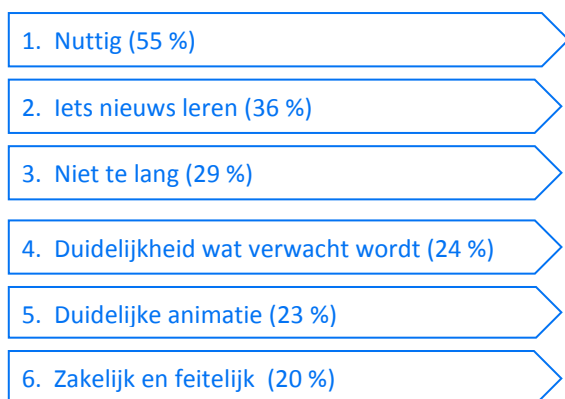 1. Nuttig (55 %)
2. Iets nieuws leren (36 %)
3. Niet te lang (29 %)
4. Duidelijkheid wat verwacht wordt (24 %)
5. Duidelijke animatie (23 %)
6. Zakelijk en feitelijk (20 %)